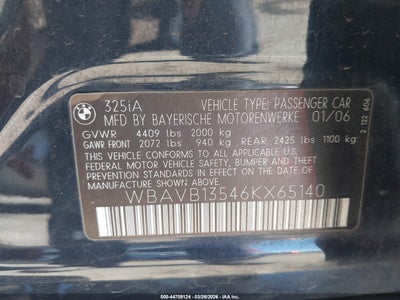 325iA VEHICLE TYPE: PASSENGER CAR
MFD BY BAYERISCHE MOTORENWERKE 01/06
GVWR 4409 lbs 2000 kg
GAWR FRONT 2072 lbs 940 kg REAR: 2425 lbs 1100 kg
THIS VEHICLE CONFORMS TO ALL APPLICABLE
FEDERAL MOTOR VEHICLE SAFETY, BUMPER AND THEFT
PREVENTION STANDARDS IN EFFECT ON THE DATE OF
MANUFACTURE SHOWN ABOVE.
WBAVB13546KX65140
2 122 606
000-44709124 - 03/26/2026 - IAA, Inc.